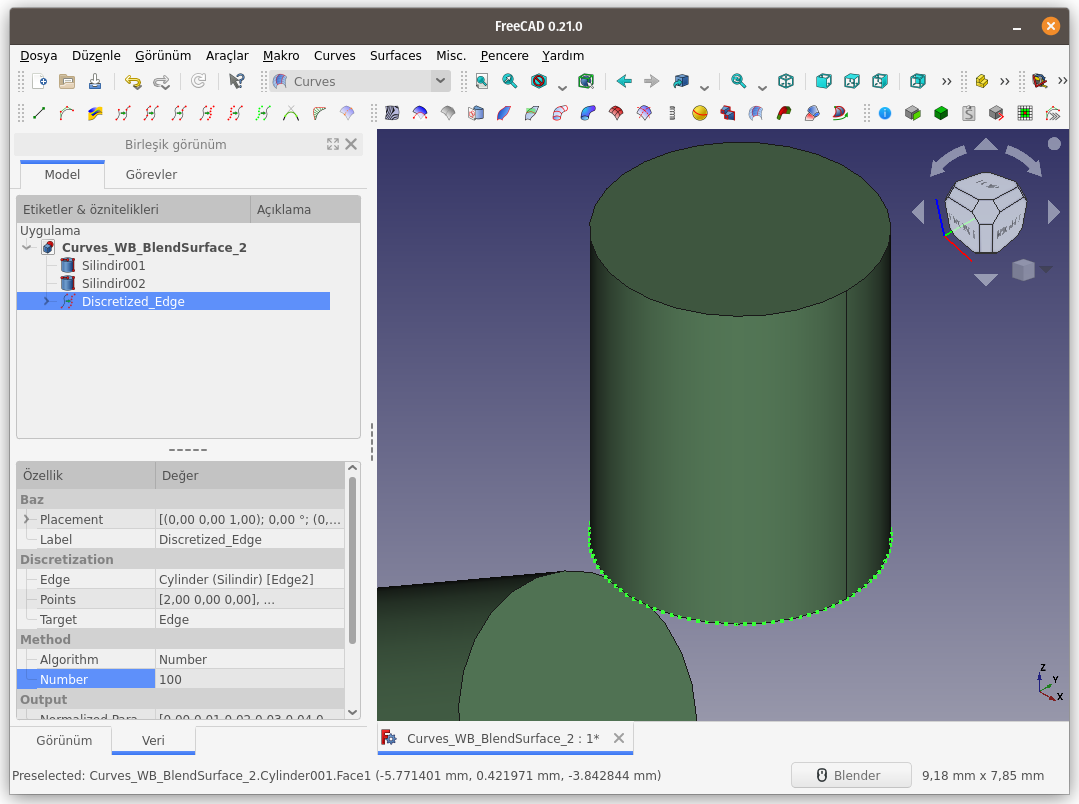 FreeCAD 0.21.0
Dosya Düzenle Görünüm Araçlar Makro Curves Surfaces Misc. Pencere Yardım
Curves
Birleşik görünüm
Model Görevler
Etiketler & öznitelikleri Açıklama
Uygulama
Curves_WB_BlendSurface_2
Silindir001
Silindir002
Discretized_Edge
Özellik Değer
Baz
Placement [(0,00 0,00 1,00); 0,00 °; (0,...
Label Discretized_Edge
Discretization
Edge Cylinder (Silindir) [Edge2]
Points [2,00 0,00 0,00], ...
Target Edge
Method
Algorithm Number
Number 100
Output
Normalized Para... [0,00 0,01 0,02 0,03 0,04 0...
Z
Y
X
Görünüm Veri
Curves_WB_BlendSurface_2 : 1*
Preselected: Curves_WB_BlendSurface_2.Cylinder001.Face1 (-5.771401 mm, 0.421971 mm, -3.842844 mm)
Blender
9,18 mm x 7,85 mm